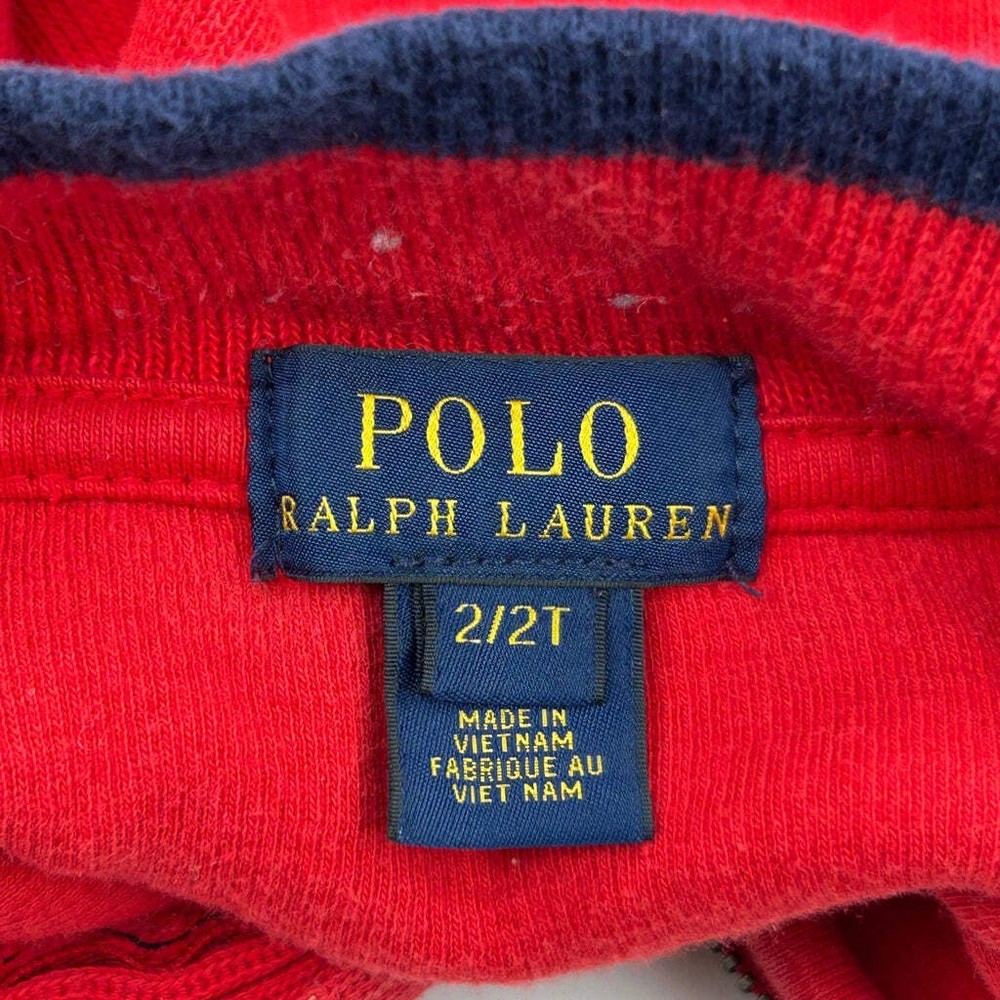 POLO
RALPH LAUREN
2/2T
MADE IN
VIETNAM
FABRIQUE AU
VIET NAM